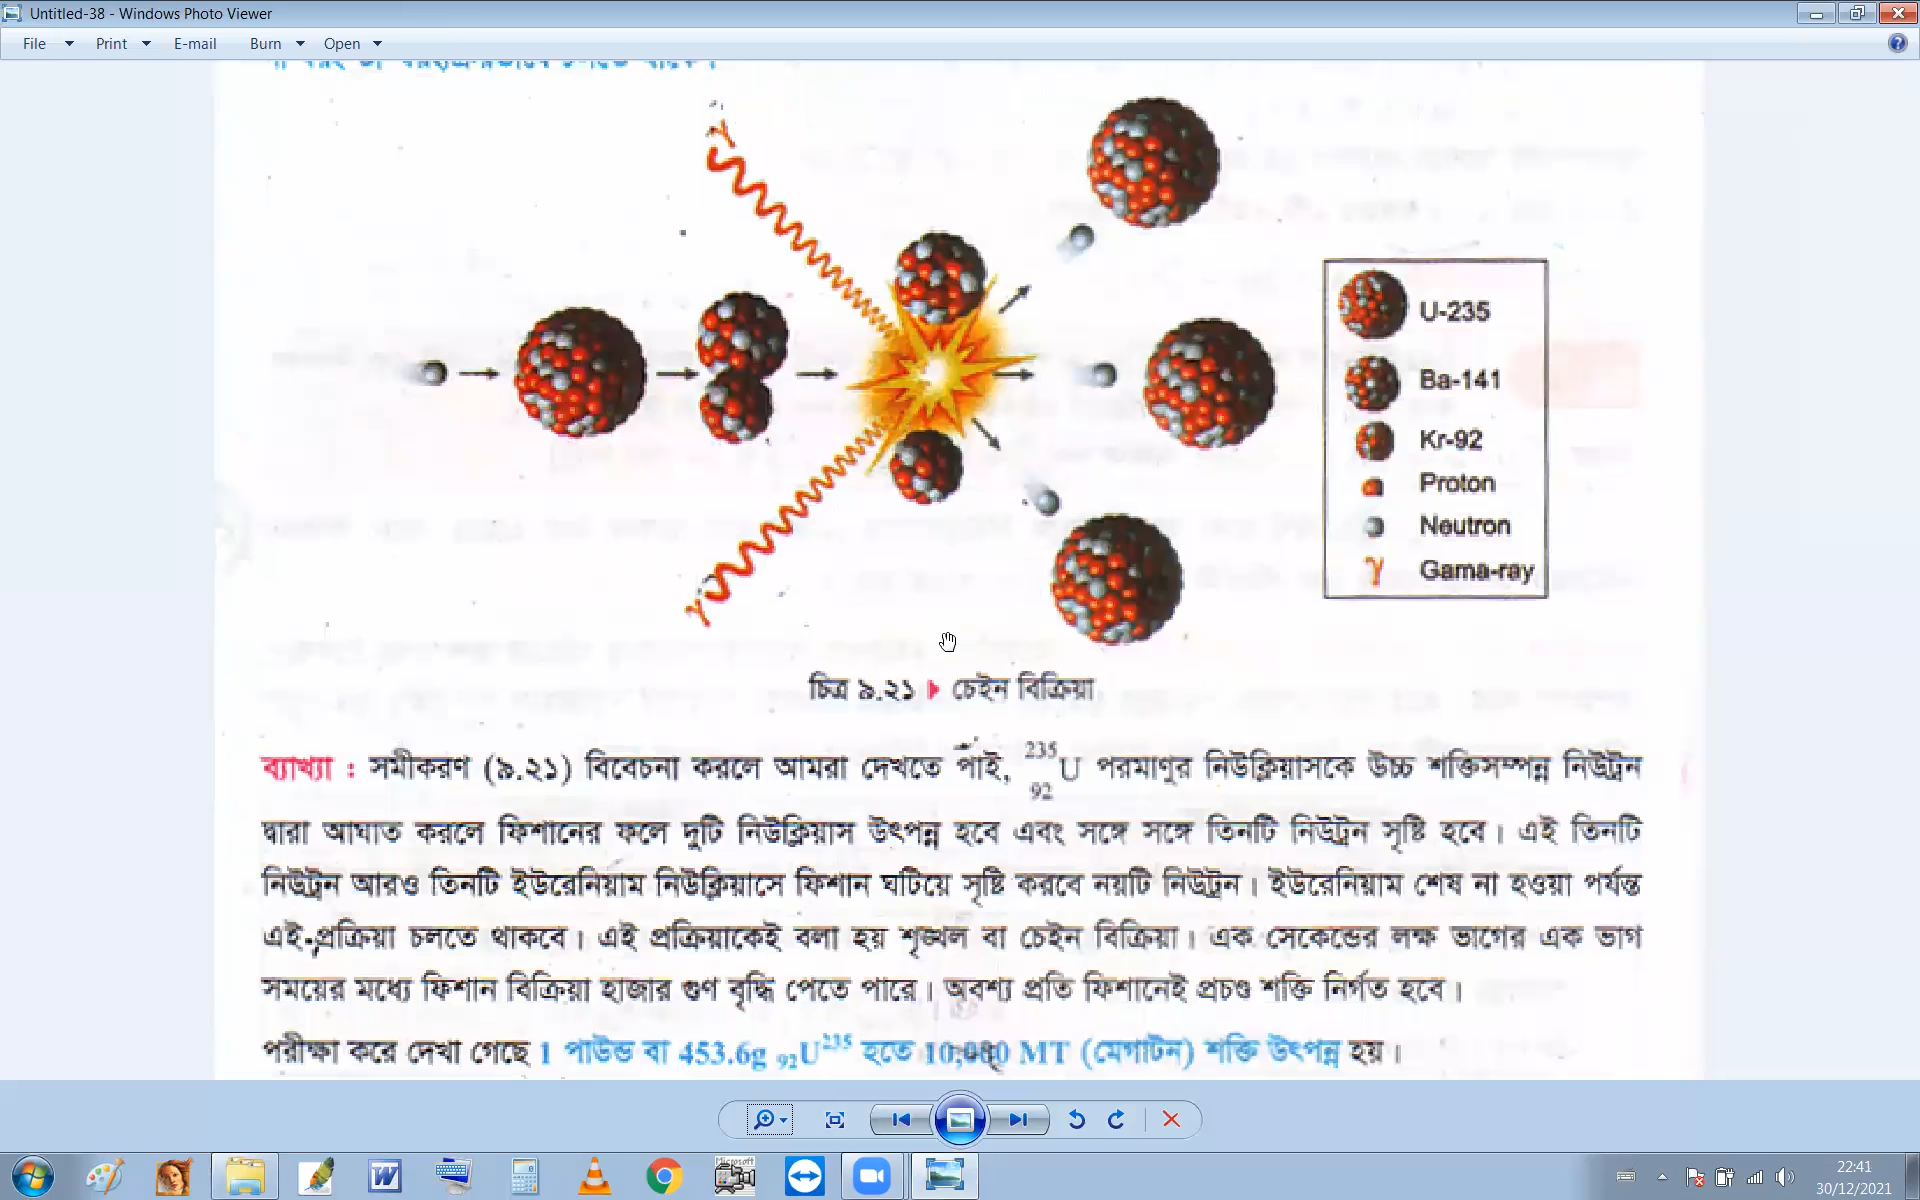 Untitled-38 - Windows Photo Viewer
File Print E-mail Burn Open
γ
U-235
Ba-141
Kr-92
Proton
Neutron
γ Gama-ray
γ
চিত্র ৯.২১ চেইন বিক্রিয়া
ব্যাখ্যা : সমীকরণ (৯.২১) বিবেচনা করলে আমরা দেখতে পাই, ²³⁵₉₂U পরমাণুর নিউক্লিয়াসকে উচ্চ শক্তিসম্পন্ন নিউট্রন
দ্বারা আঘাত করলে ফিশানের ফলে দুটি নিউক্লিয়াস উৎপন্ন হবে এবং সঙ্গে সঙ্গে তিনটি নিউট্রন সৃষ্টি হবে। এই তিনটি
নিউট্রন আরও তিনটি ইউরেনিয়াম নিউক্লিয়াসে ফিশান ঘটিয়ে সৃষ্টি করবে নয়টি নিউট্রন। ইউরেনিয়াম শেষ না হওয়া পর্যন্ত
এই প্রক্রিয়া চলতে থাকবে। এই প্রক্রিয়াকেই বলা হয় শৃঙ্খল বা চেইন বিক্রিয়া। এক সেকেন্ডের লক্ষ ভাগের এক ভাগ
সময়ের মধ্যে ফিশান বিক্রিয়া হাজার গুণ বৃদ্ধি পেতে পারে। অবশ্য প্রতি ফিশানেই প্রচণ্ড শক্তি নির্গত হবে।
পরীক্ষা করে দেখা গেছে 1 পাউন্ড বা 453.6g ₉₂U²³⁵ হতে MT (মেগাটন) শক্তি উৎপন্ন হয়।
Microsoft
22:41
30/12/2021